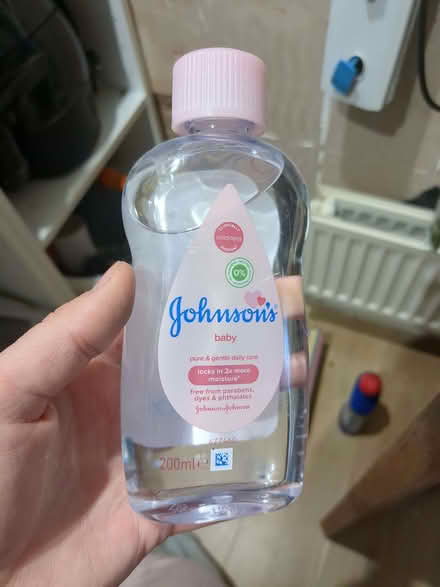 0%
Johnson's
baby
pure & gentle daily care
locks in 2x more
moisture*
free from parabens,
dyes & phthalates
Johnson & Johnson
200ml e